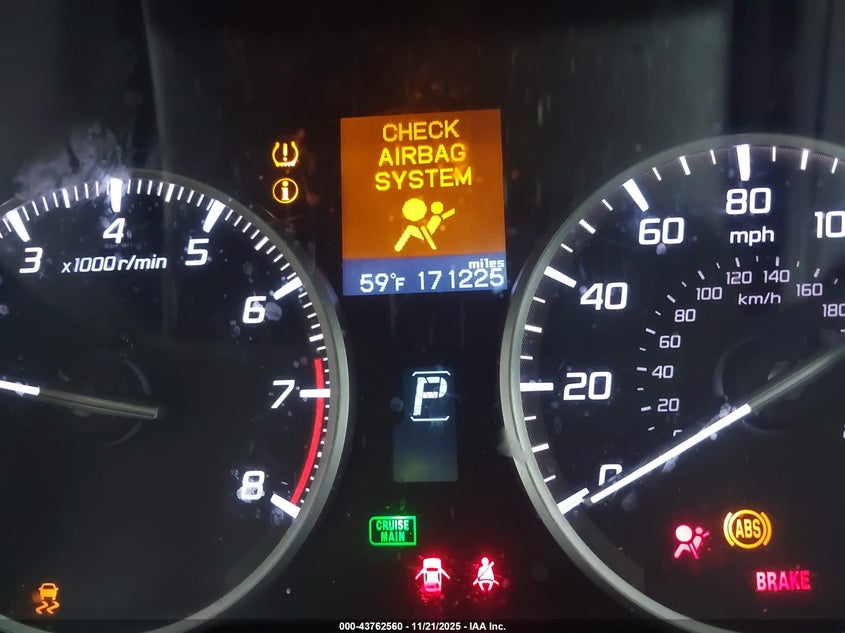 CHECK
AIRBAG
SYSTEM
miles
59°F 171225
3
4
5
6
7
8
x1000r/min
P
0
20
40
60
80
mph
20
40
60
80
100
120
140
160
180
km/h
CRUISE
MAIN
ABS
BRAKE
000-43762560 - 11/21/2025 - IAA Inc.